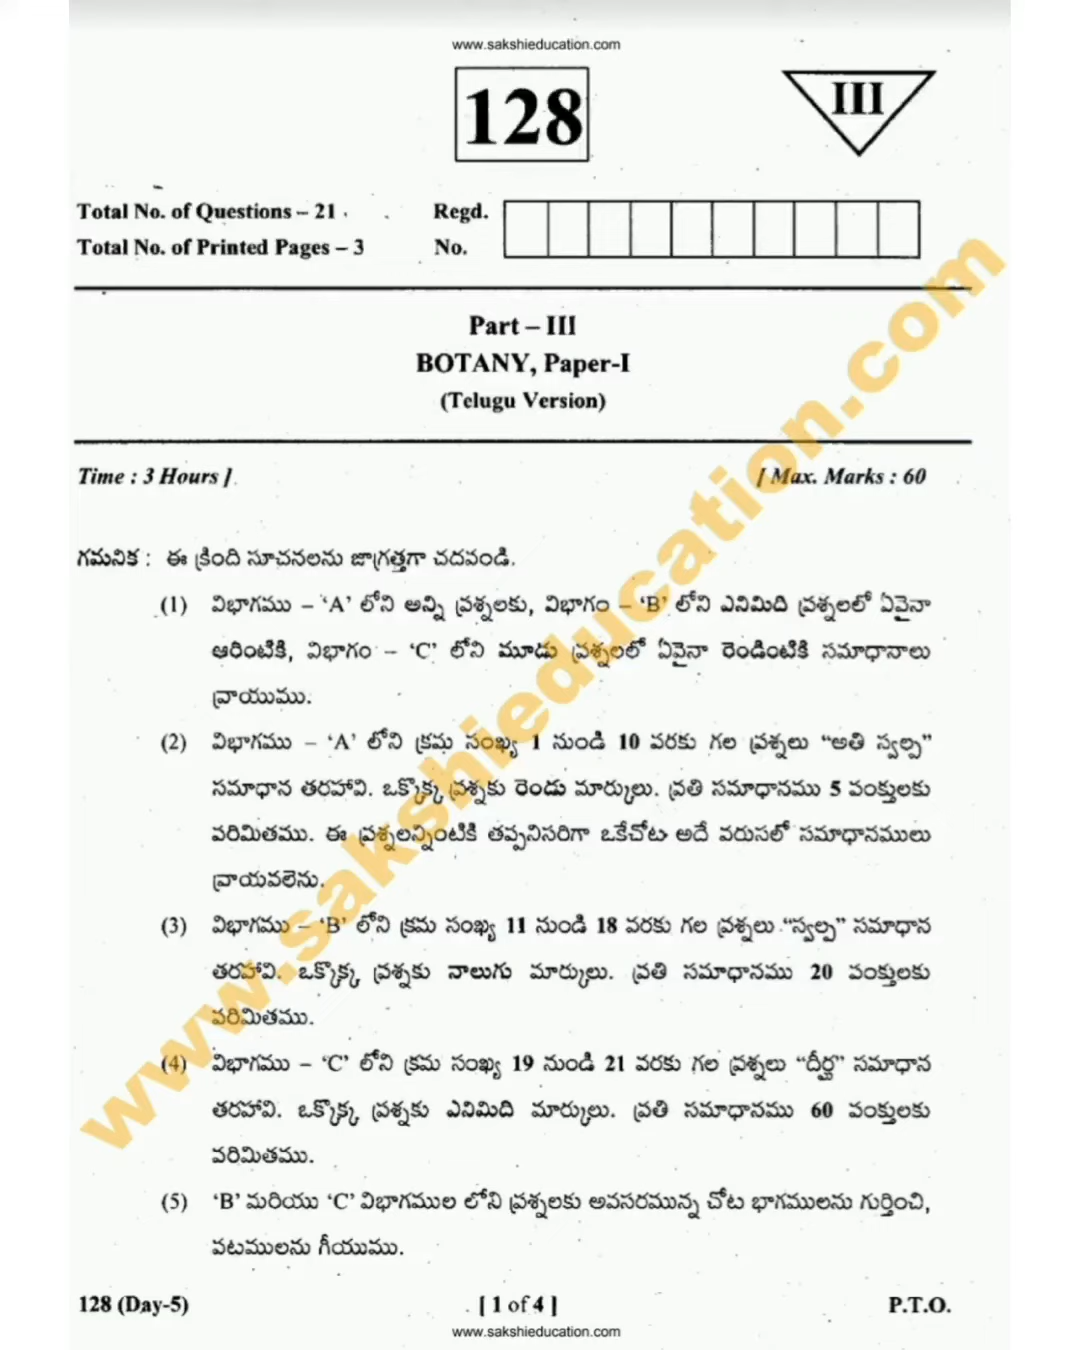 www.sakshieducation.com
128
III
Total No. of Questions – 21
Regd.
Total No. of Printed Pages – 3
No.
Part – III
BOTANY, Paper-I
(Telugu Version)
Time : 3 Hours ]
[ Max. Marks : 60
గమనిక : ఈ క్రింది సూచనలను జాగ్రత్తగా చదవండి.
(1) విభాగము – ‘A’ లోని అన్ని ప్రశ్నలకు, విభాగం – ‘B’ లోని ఎనిమిది ప్రశ్నలలో ఏవైనా
ఆరింటికి, విభాగం – ‘C’ లోని మూడు ప్రశ్నలలో ఏవైనా రెండింటికి సమాధానాలు
వ్రాయుము.
(2) విభాగము – ‘A’ లోని క్రమ సంఖ్య 1 నుండి 10 వరకు గల ప్రశ్నలు “అతి స్వల్ప”
సమాధాన తరహావి. ఒక్కొక్క ప్రశ్నకు రెండు మార్కులు. ప్రతి సమాధానము 5 పంక్తులకు
పరిమితము. ఈ ప్రశ్నలన్నింటికి తప్పనిసరిగా ఒకేచోట అదే వరుసలో సమాధానములు
వ్రాయవలెను.
(3) విభాగము – ‘B’ లోని క్రమ సంఖ్య 11 నుండి 18 వరకు గల ప్రశ్నలు “స్వల్ప” సమాధాన
తరహావి. ఒక్కొక్క ప్రశ్నకు నాలుగు మార్కులు. ప్రతి సమాధానము 20 పంక్తులకు
పరిమితము.
(4) విభాగము – ‘C’ లోని క్రమ సంఖ్య 19 నుండి 21 వరకు గల ప్రశ్నలు “దీర్ఘ” సమాధాన
తరహావి. ఒక్కొక్క ప్రశ్నకు ఎనిమిది మార్కులు. ప్రతి సమాధానము 60 పంక్తులకు
పరిమితము.
(5) ‘B’ మరియు ‘C’ విభాగముల లోని ప్రశ్నలకు అవసరమున్న చోట భాగములను గుర్తించి,
పటములను గీయుము.
128 (Day-5)
[ 1 of 4 ]
P.T.O.
www.sakshieducation.com
www.sakshieducation.com